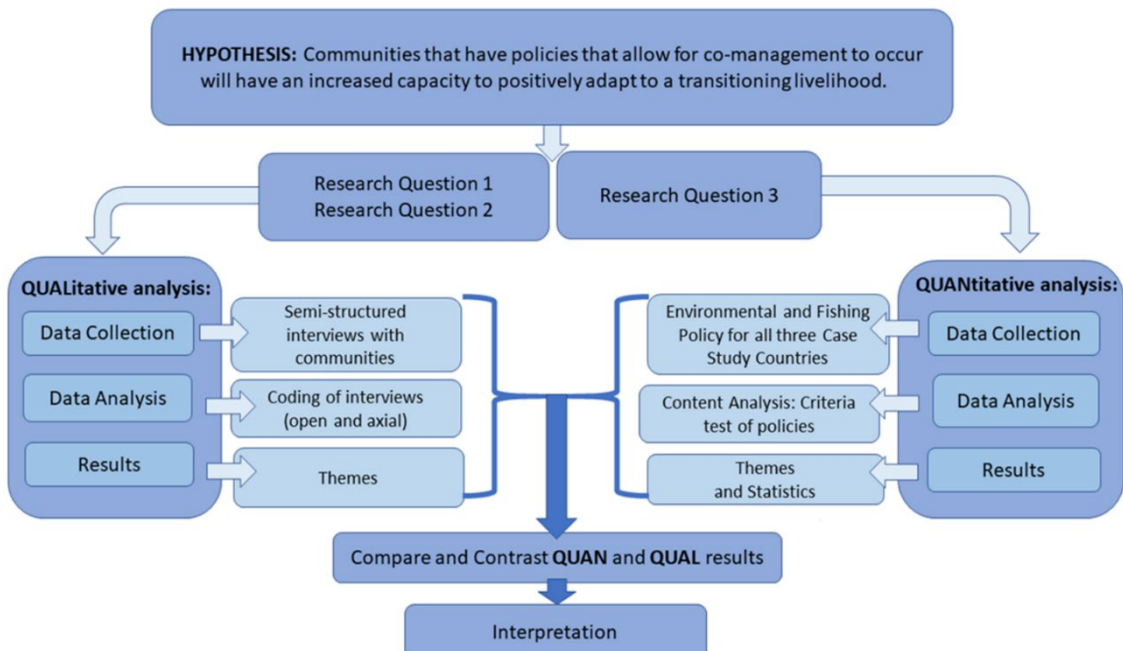 HYPOTHESIS: Communities that have policies that allow for co-management to occur
will have an increased capacity to positively adapt to a transitioning livelihood.
Research Question 1
Research Question 2
Research Question 3
QUALitative analysis:
Data Collection
Semi-structured
interviews with
communities
Data Analysis
Coding of interviews
(open and axial)
Results
Themes
QUANtitative analysis:
Data Collection
Environmental and Fishing
Policy for all three Case
Study Countries
Data Analysis
Content Analysis: Criteria
test of policies
Results
Themes
and Statistics
Compare and Contrast QUAN and QUAL results
Interpretation